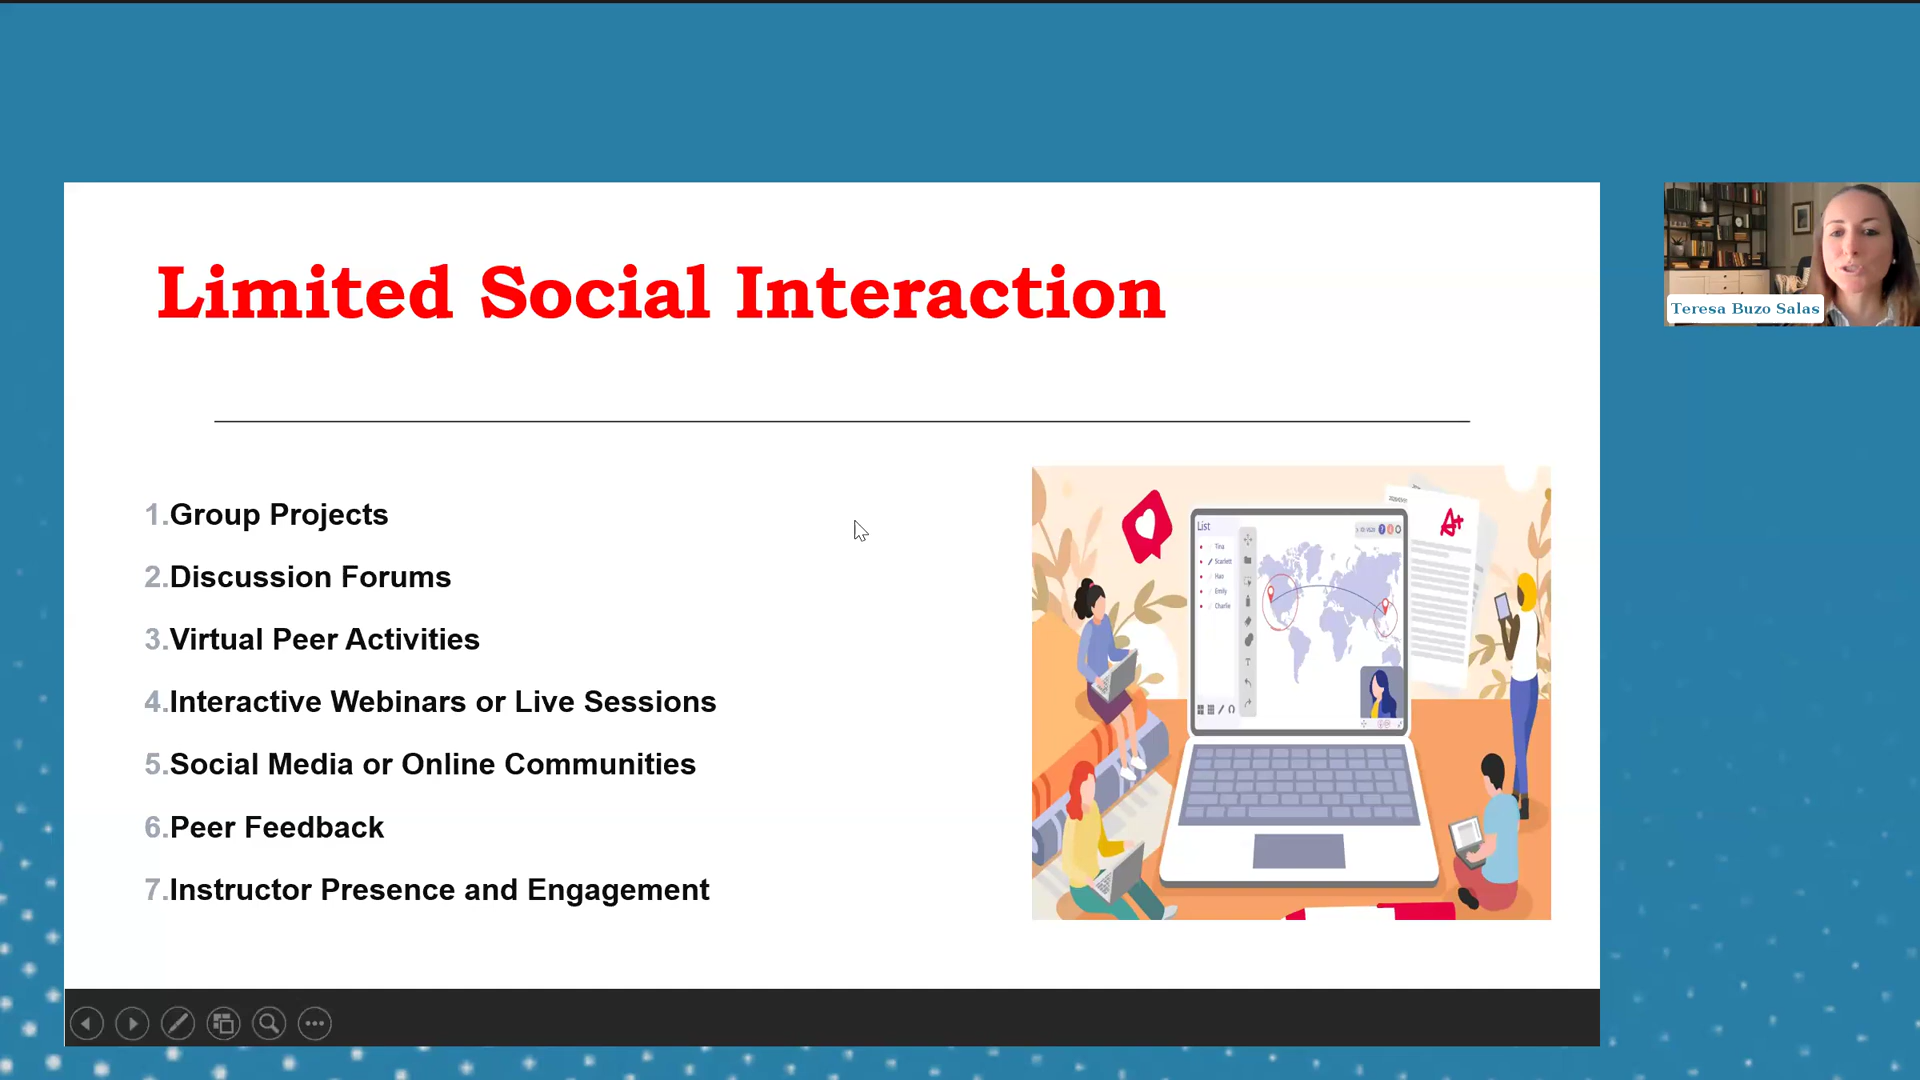 Limited Social Interaction
Teresa Buzo Salas
1.Group Projects
2.Discussion Forums
3.Virtual Peer Activities
4.Interactive Webinars or Live Sessions
5.Social Media or Online Communities
6.Peer Feedback
7.Instructor Presence and Engagement
List
Tina
Scarlett
Hao
Emily
Charlie
A+